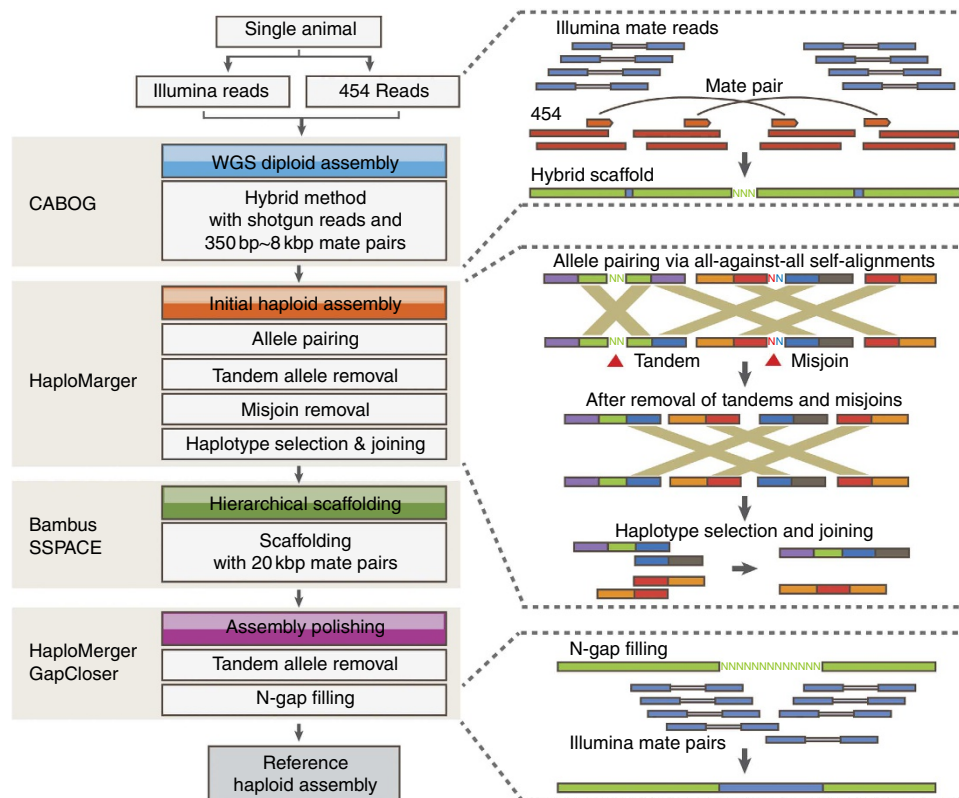 Single animal
Illumina reads
454 Reads
CABOG
WGS diploid assembly
Hybrid method
with shotgun reads and
350 bp~8 kbp mate pairs
HaploMarger
Initial haploid assembly
Allele pairing
Tandem allele removal
Misjoin removal
Haplotype selection & joining
Bambus
SSPACE
Hierarchical scaffolding
Scaffolding
with 20 kbp mate pairs
HaploMerger
GapCloser
Assembly polishing
Tandem allele removal
N-gap filling
Reference
haploid assembly
Illumina mate reads
Mate pair
454
Hybrid scaffold
NNN
Allele pairing via all-against-all self-alignments
NN
NN
NN
NN
Tandem
Misjoin
After removal of tandems and misjoins
Haplotype selection and joining
N-gap filling
NNNNNNNNNNNNN
Illumina mate pairs